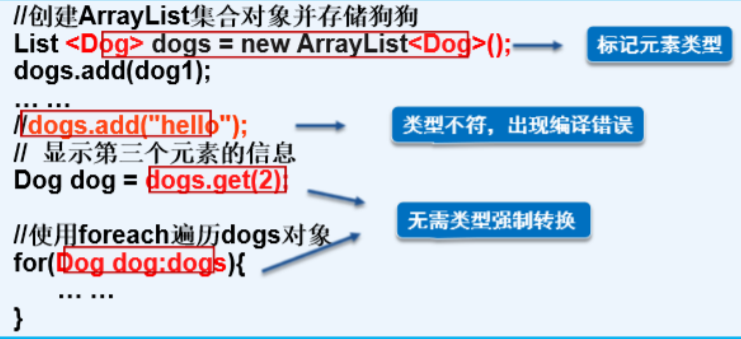 //创建ArrayList集合对象并存储狗狗
List <Dog> dogs = new ArrayList<Dog>();
标记元素类型
dogs.add(dog1);
… …
//dogs.add("hello");
类型不符，出现编译错误
// 显示第三个元素的信息
Dog dog = dogs.get(2);
无需类型强制转换
//使用foreach遍历dogs对象
for(Dog dog:dogs){
… …
}